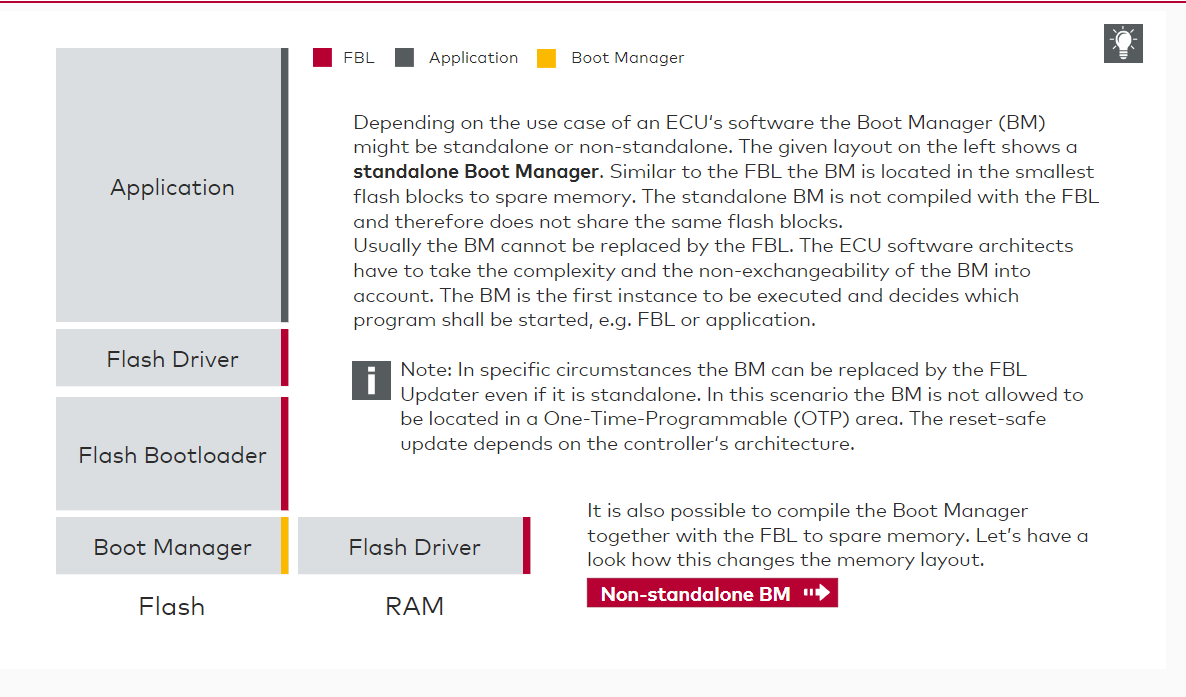 FBL
Application
Boot Manager
Depending on the use case of an ECU's software the Boot Manager (BM)
might be standalone or non-standalone. The given layout on the left shows a
standalone Boot Manager. Similar to the FBL the BM is located in the smallest
flash blocks to spare memory. The standalone BM is not compiled with the FBL
and therefore does not share the same flash blocks.
Usually the BM cannot be replaced by the FBL. The ECU software architects
have to take the complexity and the non-exchangeability of the BM into
account. The BM is the first instance to be executed and decides which
program shall be started, e.g. FBL or application.
i
Note: In specific circumstances the BM can be replaced by the FBL
Updater even if it is standalone. In this scenario the BM is not allowed to
be located in a One-Time-Programmable (OTP) area. The reset-safe
update depends on the controller's architecture.
Application
Flash Driver
Flash Bootloader
Boot Manager
Flash Driver
Flash
RAM
It is also possible to compile the Boot Manager
together with the FBL to spare memory. Let's have a
look how this changes the memory layout.
Non-standalone BM